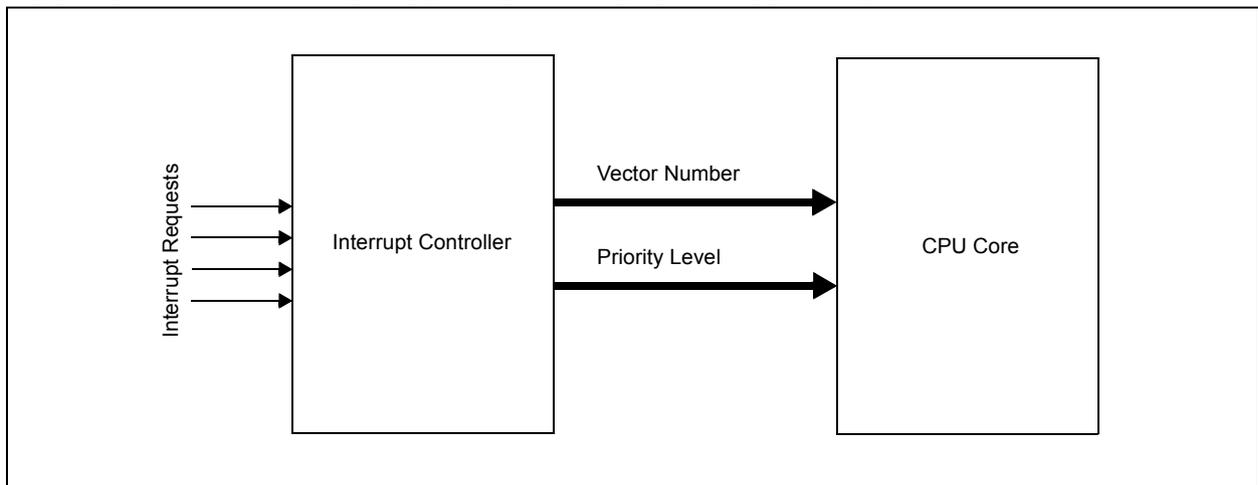 Interrupt Requests
Interrupt Controller
Vector Number
Priority Level
CPU Core